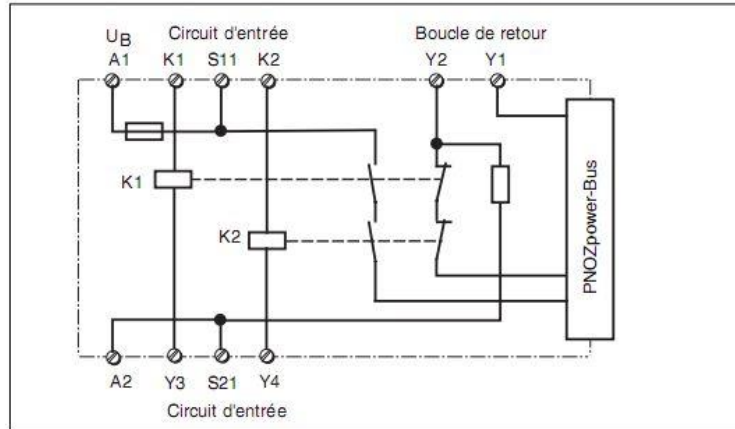 UB Circuit d'entrée Boucle de retour
A1 K1 S11 K2 Y2 Y1
K1
K2
PNOZpower-Bus
A2 Y3 S21 Y4
Circuit d'entrée